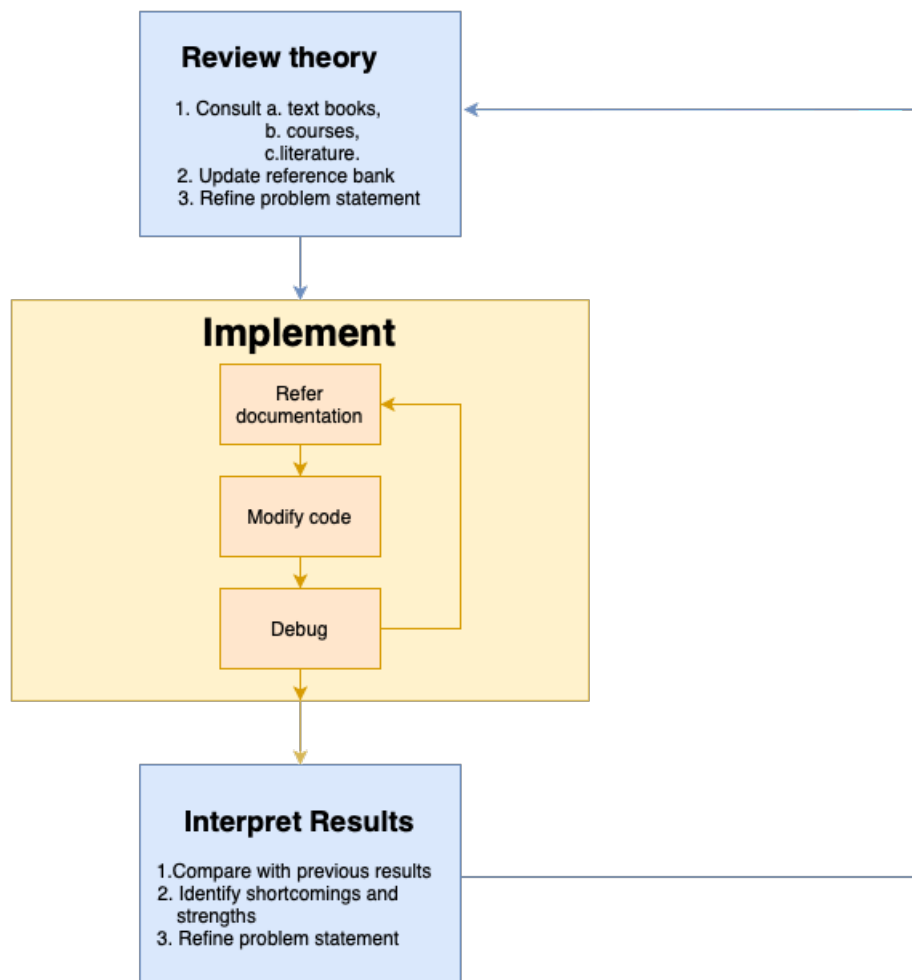 Review theory
1. Consult a. text books,
b. courses,
c.literature.
2. Update reference bank
3. Refine problem statement
Implement
Refer
documentation
Modify code
Debug
Interpret Results
1.Compare with previous results
2. Identify shortcomings and
strengths
3. Refine problem statement